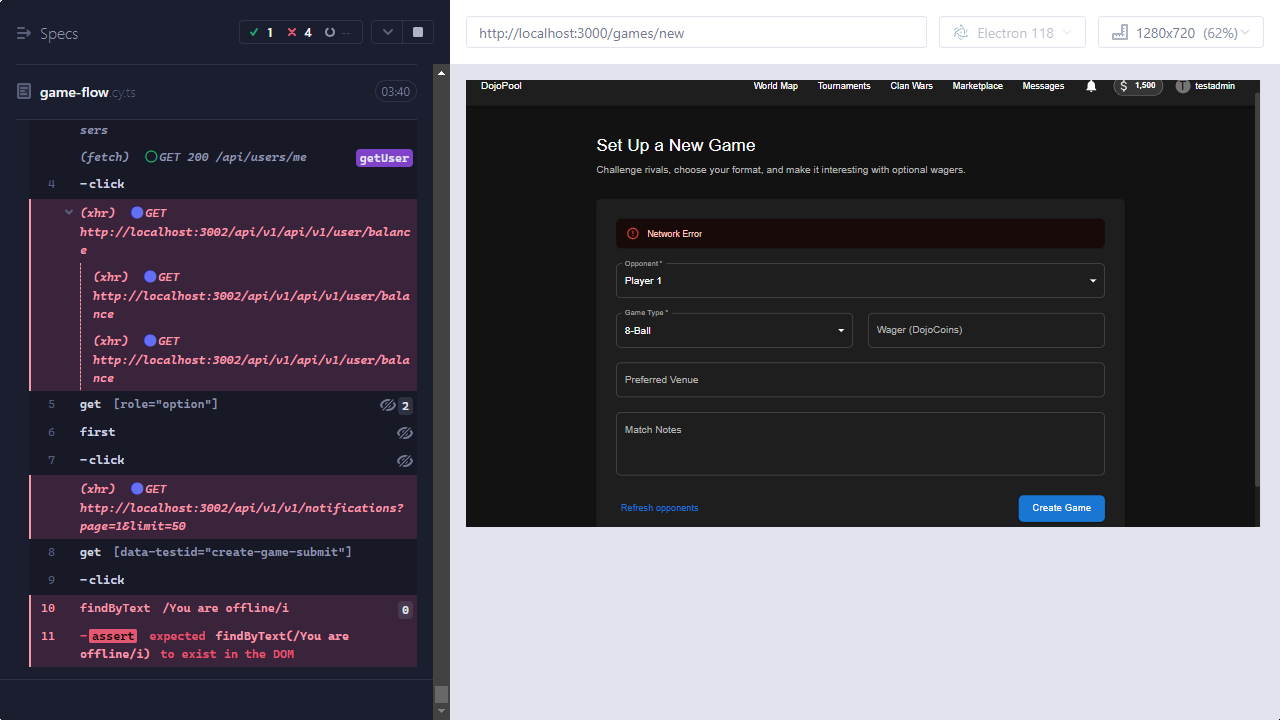 Specs
1
4
--
game-flow.cy.ts
03:40
sers
(fetch) GET 200 /api/users/me getUser
4 -click
(xhr) GET
http://localhost:3002/api/v1/api/v1/user/balanc
e
(xhr) GET
http://localhost:3002/api/v1/api/v1/user/bala
nce
(xhr) GET
http://localhost:3002/api/v1/api/v1/user/bala
nce
5 get [role="option"] 2
6 first
7 -click
(xhr) GET
http://localhost:3002/api/v1/v1/notifications?
page=1&limit=50
8 get [data-testid="create-game-submit"]
9 -click
10 findByText /You are offline/i 0
11 -assert expected findByText(/You are
offline/i) to exist in the DOM
http://localhost:3000/games/new
Electron 118
1280x720 (62%)
DojoPool
World Map
Tournaments
Clan Wars
Marketplace
Messages
$ 1,500
T testadmin
Set Up a New Game
Challenge rivals, choose your format, and make it interesting with optional wagers.
Network Error
Opponent *
Player 1
Game Type *
8-Ball
Wager (DojoCoins)
Preferred Venue
Match Notes
Refresh opponents
Create Game